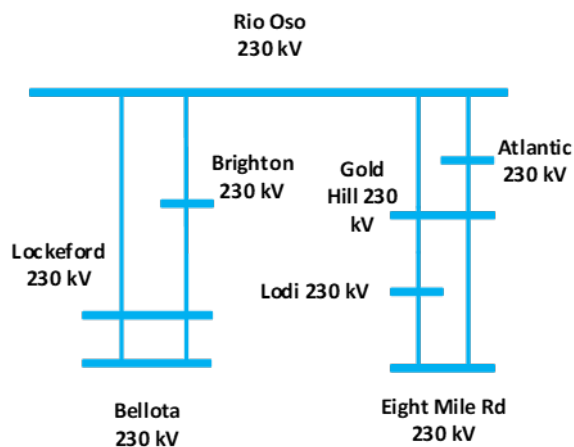 Rio Oso
230 kV
Brighton
230 kV
Gold
Hill 230
kV
Atlantic
230 kV
Lockeford
230 kV
Lodi 230 kV
Bellota
230 kV
Eight Mile Rd
230 kV